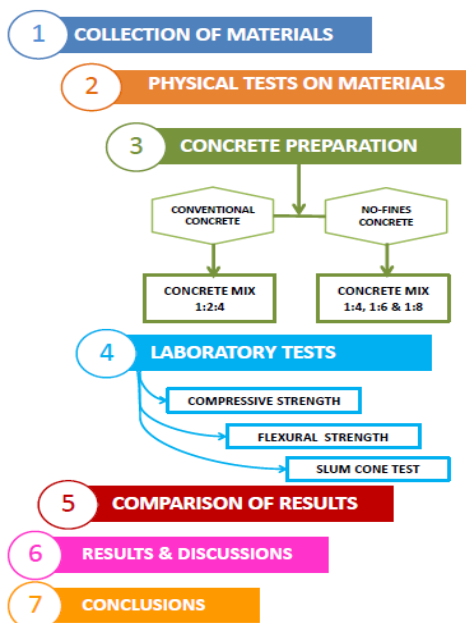 1 COLLECTION OF MATERIALS
2 PHYSICAL TESTS ON MATERIALS
3 CONCRETE PREPARATION
CONVENTIONAL
CONCRETE
NO-FINES
CONCRETE
CONCRETE MIX
1:2:4
CONCRETE MIX
1:4, 1:6 & 1:8
4 LABORATORY TESTS
COMPRESSIVE STRENGTH
FLEXURAL STRENGTH
SLUM CONE TEST
5 COMPARISON OF RESULTS
6 RESULTS & DISCUSSIONS
7 CONCLUSIONS